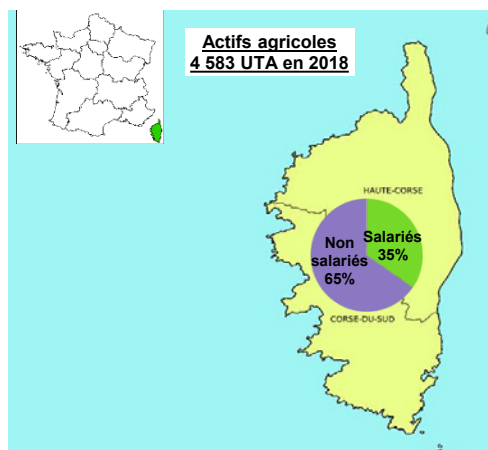 Actifs agricoles
4 583 UTA en 2018
HAUTE-CORSE
Non
salariés
65%
Salariés
35%
CORSE-DU-SUD